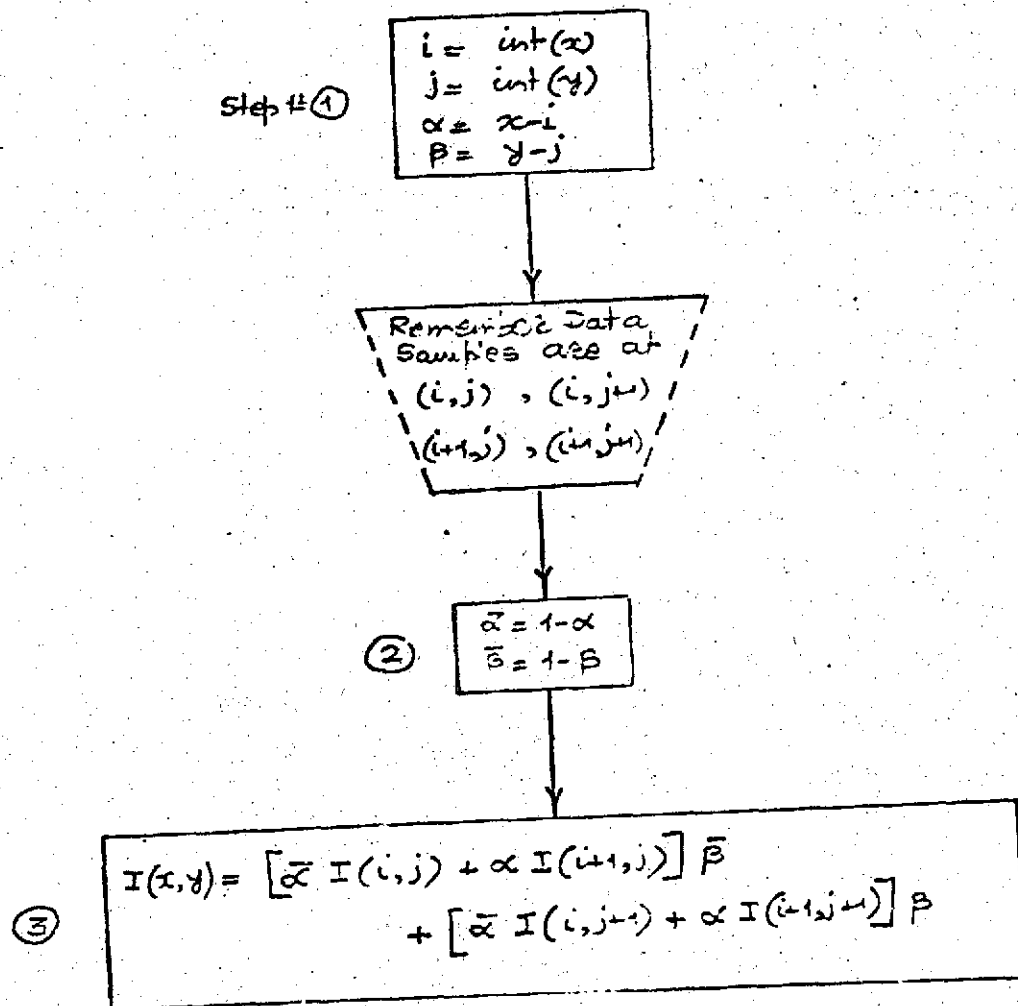 Step #①
i = int(x)
j = int(y)
α = x-i
β = y-j
Data
Samples are at
(i,j) , (i,j+1)
(i+1,j) , (i+1,j+1)
②
ᾱ = 1-α
β̄ = 1-β
③
I(x,y) = [ᾱ I(i,j) + α I(i+1,j)] β̄
+ [ᾱ I(i,j+1) + α I(i+1,j+1)] β